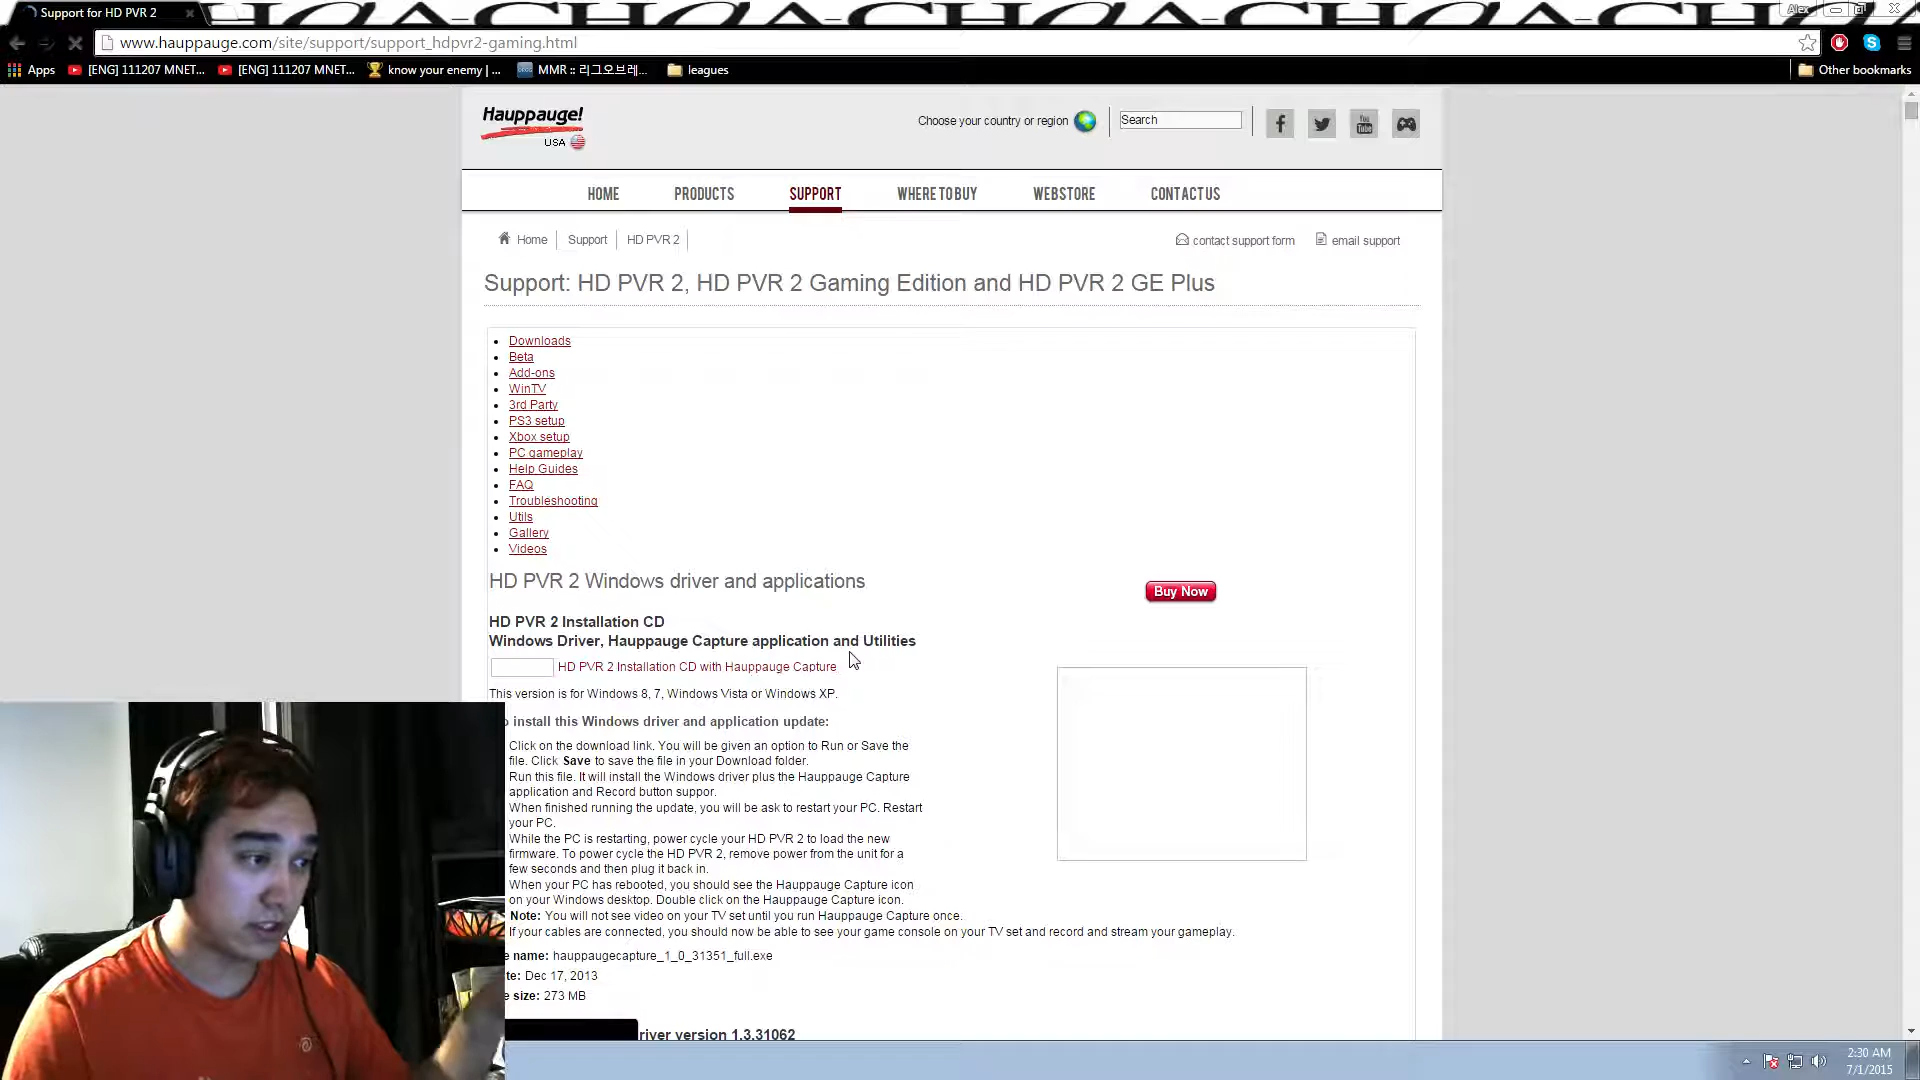 Support for HD PVR 2
Alex
www.hauppauge.com/site/support/support_hdpvr2-gaming.html
Apps
[ENG] 111207 MNET...
[ENG] 111207 MNET...
know your enemy | ...
MMR :: 리그오브레...
leagues
Other bookmarks
Hauppauge!
USA
Choose your country or region
Search
You Tube
HOME
PRODUCTS
SUPPORT
WHERE TO BUY
WEBSTORE
CONTACT US
Home
Support
HD PVR 2
contact support form
email support
Support: HD PVR 2, HD PVR 2 Gaming Edition and HD PVR 2 GE Plus
Downloads
Beta
Add-ons
WinTV
3rd Party
PS3 setup
Xbox setup
PC gameplay
Help Guides
FAQ
Troubleshooting
Utils
Gallery
Videos
HD PVR 2 Windows driver and applications
Buy Now
HD PVR 2 Installation CD
Windows Driver, Hauppauge Capture application and Utilities
HD PVR 2 Installation CD with Hauppauge Capture
This version is for Windows 8, 7, Windows Vista or Windows XP.
o install this Windows driver and application update:
Click on the download link. You will be given an option to Run or Save the
file. Click Save to save the file in your Download folder.
Run this file. It will install the Windows driver plus the Hauppauge Capture
application and Record button suppor.
When finished running the update, you will be ask to restart your PC. Restart
your PC.
While the PC is restarting, power cycle your HD PVR 2 to load the new
firmware. To power cycle the HD PVR 2, remove power from the unit for a
few seconds and then plug it back in.
When your PC has rebooted, you should see the Hauppauge Capture icon
on your Windows desktop. Double click on the Hauppauge Capture icon.
Note: You will not see video on your TV set until you run Hauppauge Capture once.
If your cables are connected, you should now be able to see your game console on your TV set and record and stream your gameplay.
e name: hauppaugecapture_1_0_31351_full.exe
te: Dec 17, 2013
e size: 273 MB
river version 1.3.31062
2:30 AM
7/1/2015